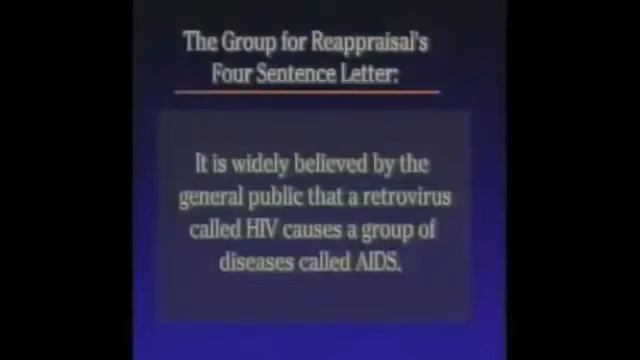 The Group for Reappraisal's
Four Sentence Letter:
It is widely believed by the
general public that a retrovirus
called HIV causes a group of
diseases called AIDS.